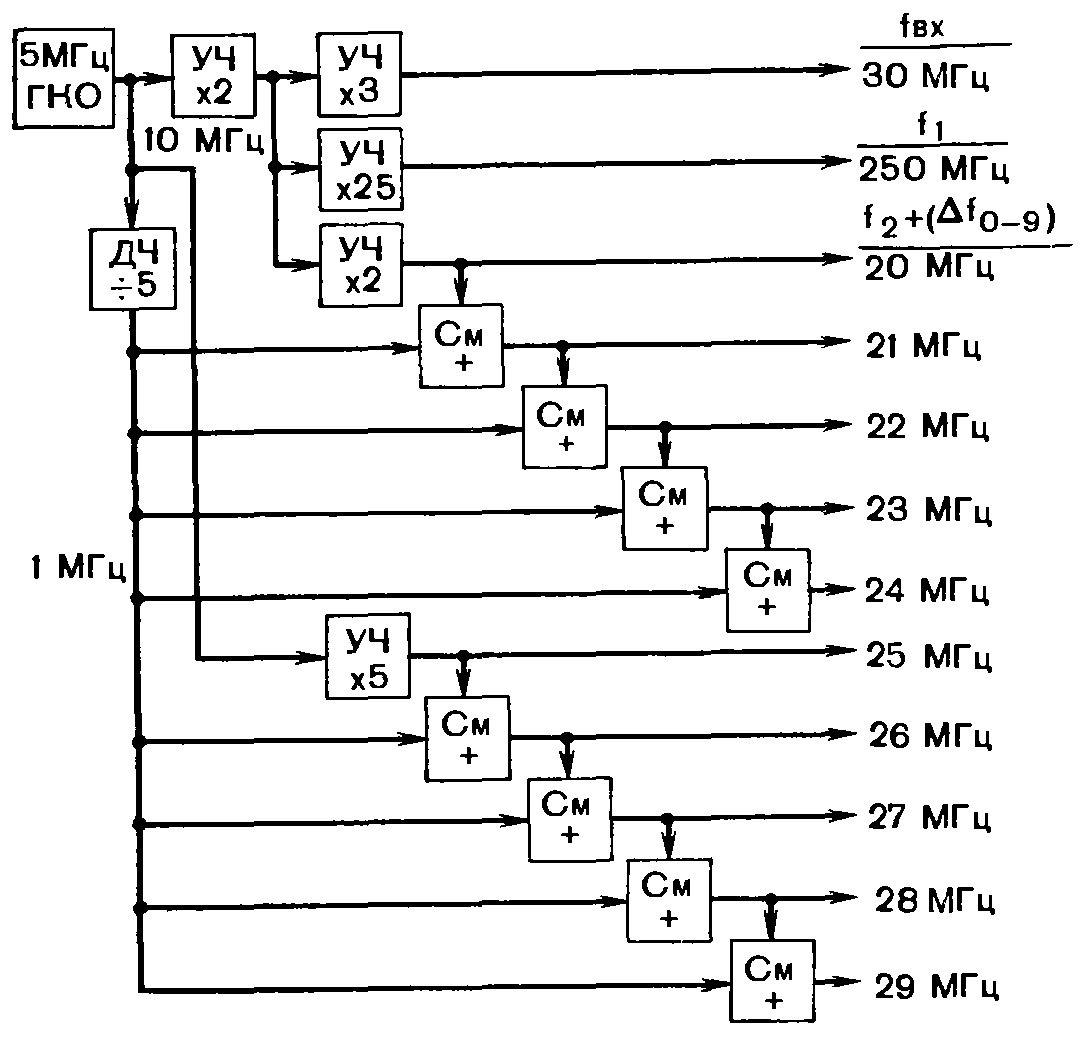 5МГц
ГКО
УЧ
x2
10 МГц
УЧ
x3
fвх
30 МГц
УЧ
x25
f1
250 МГц
УЧ
x2
f2+(Δf0–9)
20 МГц
ДЧ
÷5
См
+
21 МГц
См
+
22 МГц
См
+
23 МГц
1 МГц
См
+
24 МГц
УЧ
x5
25 МГц
См
+
26 МГц
См
+
27 МГц
См
+
28 МГц
См
+
29 МГц